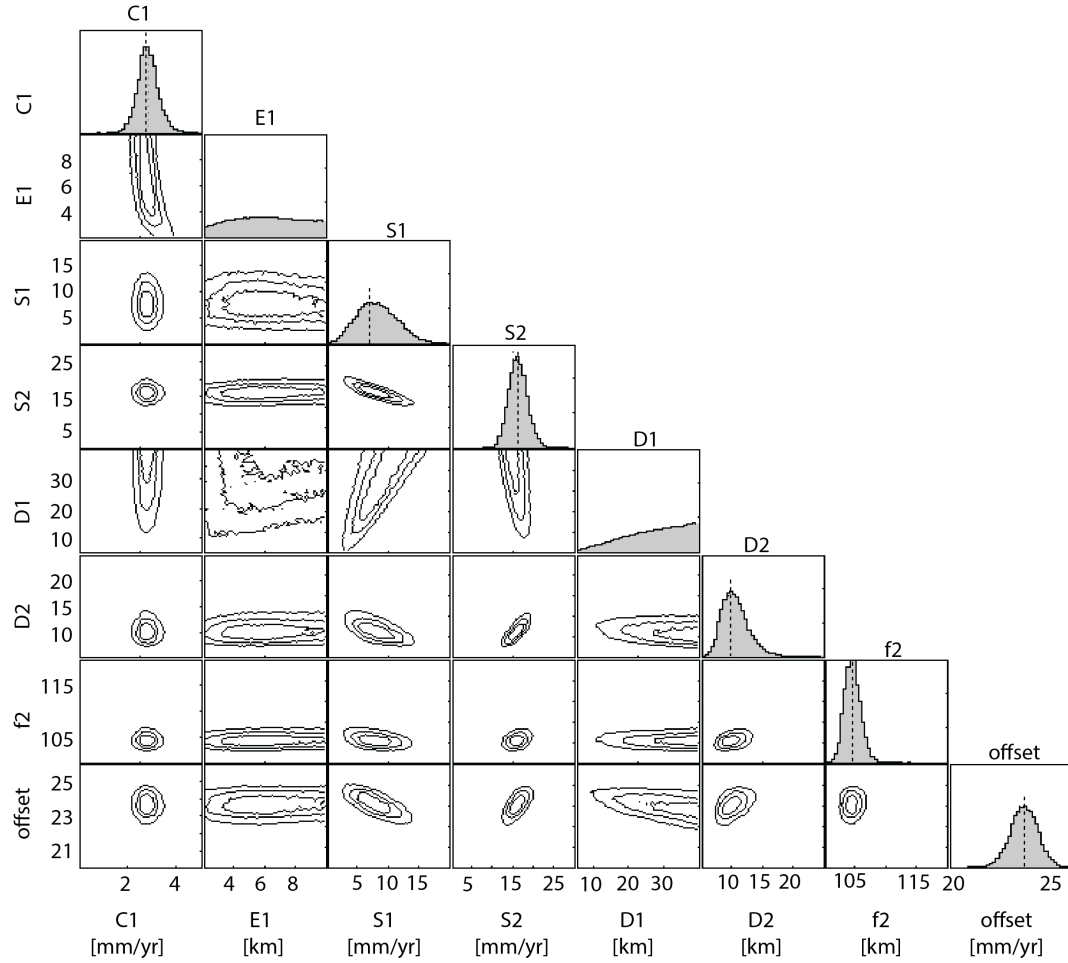 C1
C1
E1
8
6
4
E1
S1
15
10
5
S1
S2
25
15
5
S2
D1
30
20
10
D1
D2
20
15
10
D2
f2
115
105
f2
offset
25
23
21
offset
2 4 4 6 8 5 10 15 5 15 25 10 20 30 10 15 20 105 115 20 25
C1 E1 S1 S2 D1 D2 f2 offset
[mm/yr] [km] [mm/yr] [mm/yr] [km] [km] [km] [mm/yr]